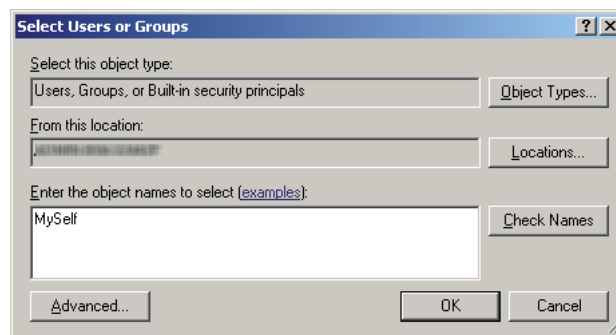 Select Users or Groups
Select this object type:
Users, Groups, or Built-in security principals
Object Types...
From this location:
Locations...
Enter the object names to select (examples):
MySelf
Check Names
Advanced...
OK
Cancel